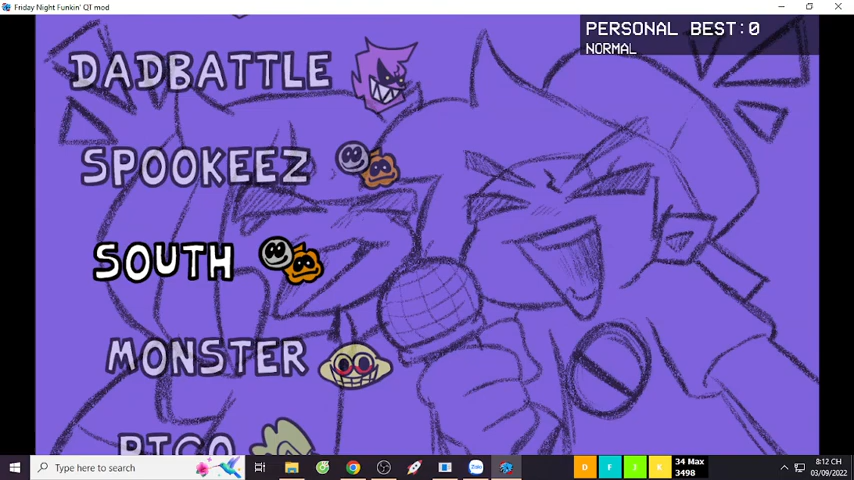 Friday Night Funkin' QT mod
PERSONAL BEST:0
NORMAL
DADBATTLE
SPOOKEEZ
SOUTH
MONSTER
PICO
Type here to search
D F J K
34 Max
3498
8:12 CH
03/09/2022